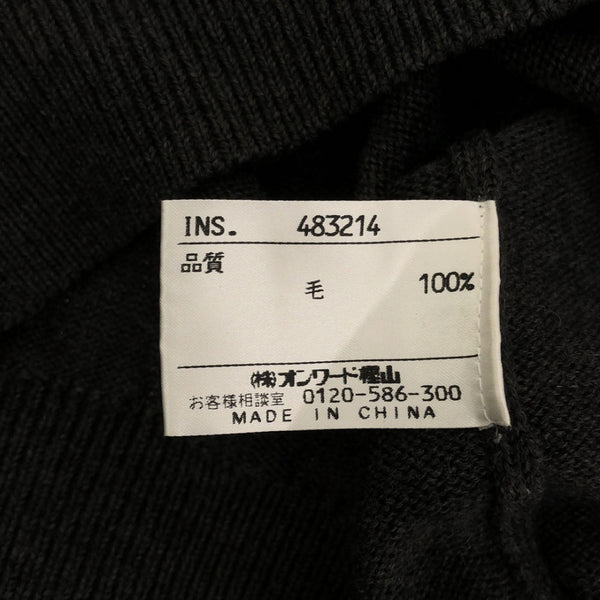 INS. 483214
品質
毛 100%
(株)オンワード樫山
お客様相談室 0120-586-300
MADE IN CHINA